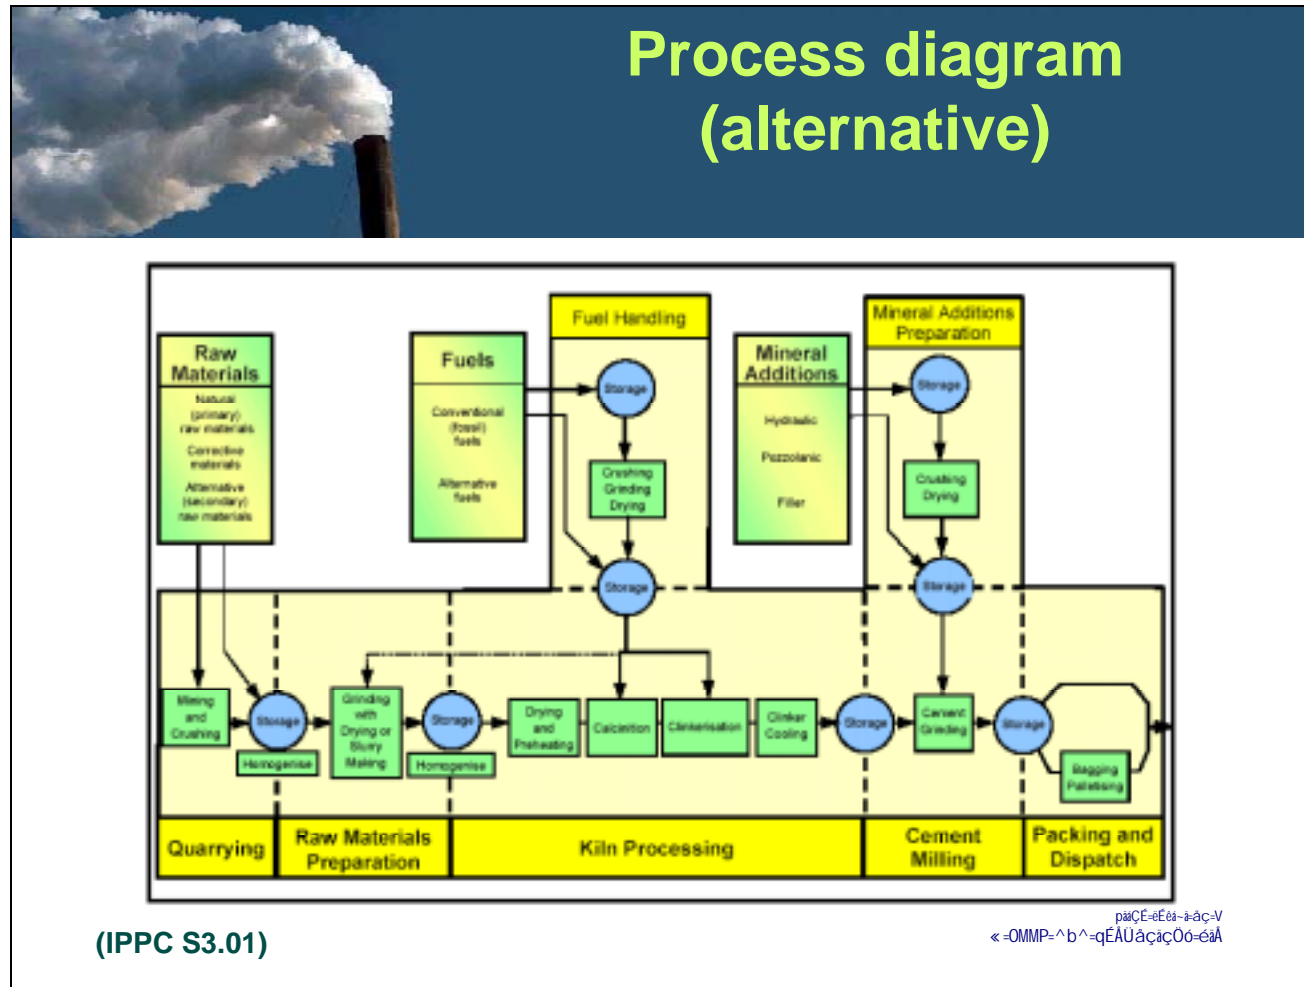 Process diagram
(alternative)
Fuel Handling
Mineral Additions
Preparation
Raw
Materials
Natural
(primary)
raw materials
Corrective
materials
Alternative
(secondary)
raw materials
Fuels
Conventional
(fossil)
fuels
Alternative
fuels
Storage
Crushing
Grinding
Drying
Storage
Mineral
Additions
Hydraulic
Pozzolanic
Filler
Storage
Crushing
Drying
Storage
Mining
and
Crushing
Storage
Homogenise
Grinding
with
Drying or
Slurry
Making
Storage
Homogenise
Drying
and
Preheating
Calcination
Clinkerisation
Clinker
Cooling
Storage
Cement
Grinding
Storage
Bagging
Palletising
Quarrying
Raw Materials
Preparation
Kiln Processing
Cement
Milling
Packing and
Dispatch
(IPPC S3.01)